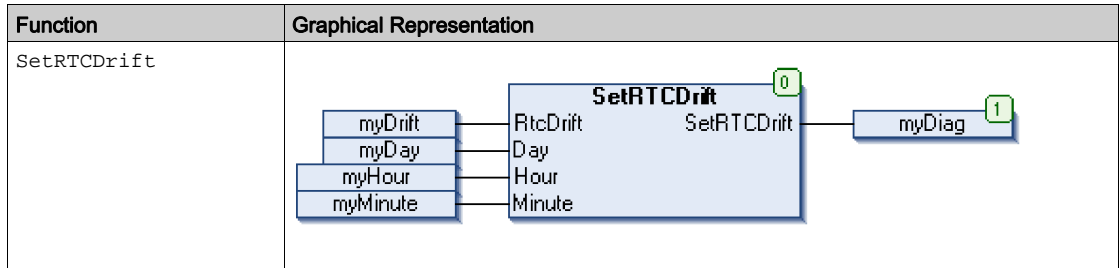 Function Graphical Representation
SetRTCDrift
0
SetRTCDrift
1
myDrift RtcDrift SetRTCDrift myDiag
myDay Day
myHour Hour
myMinute Minute